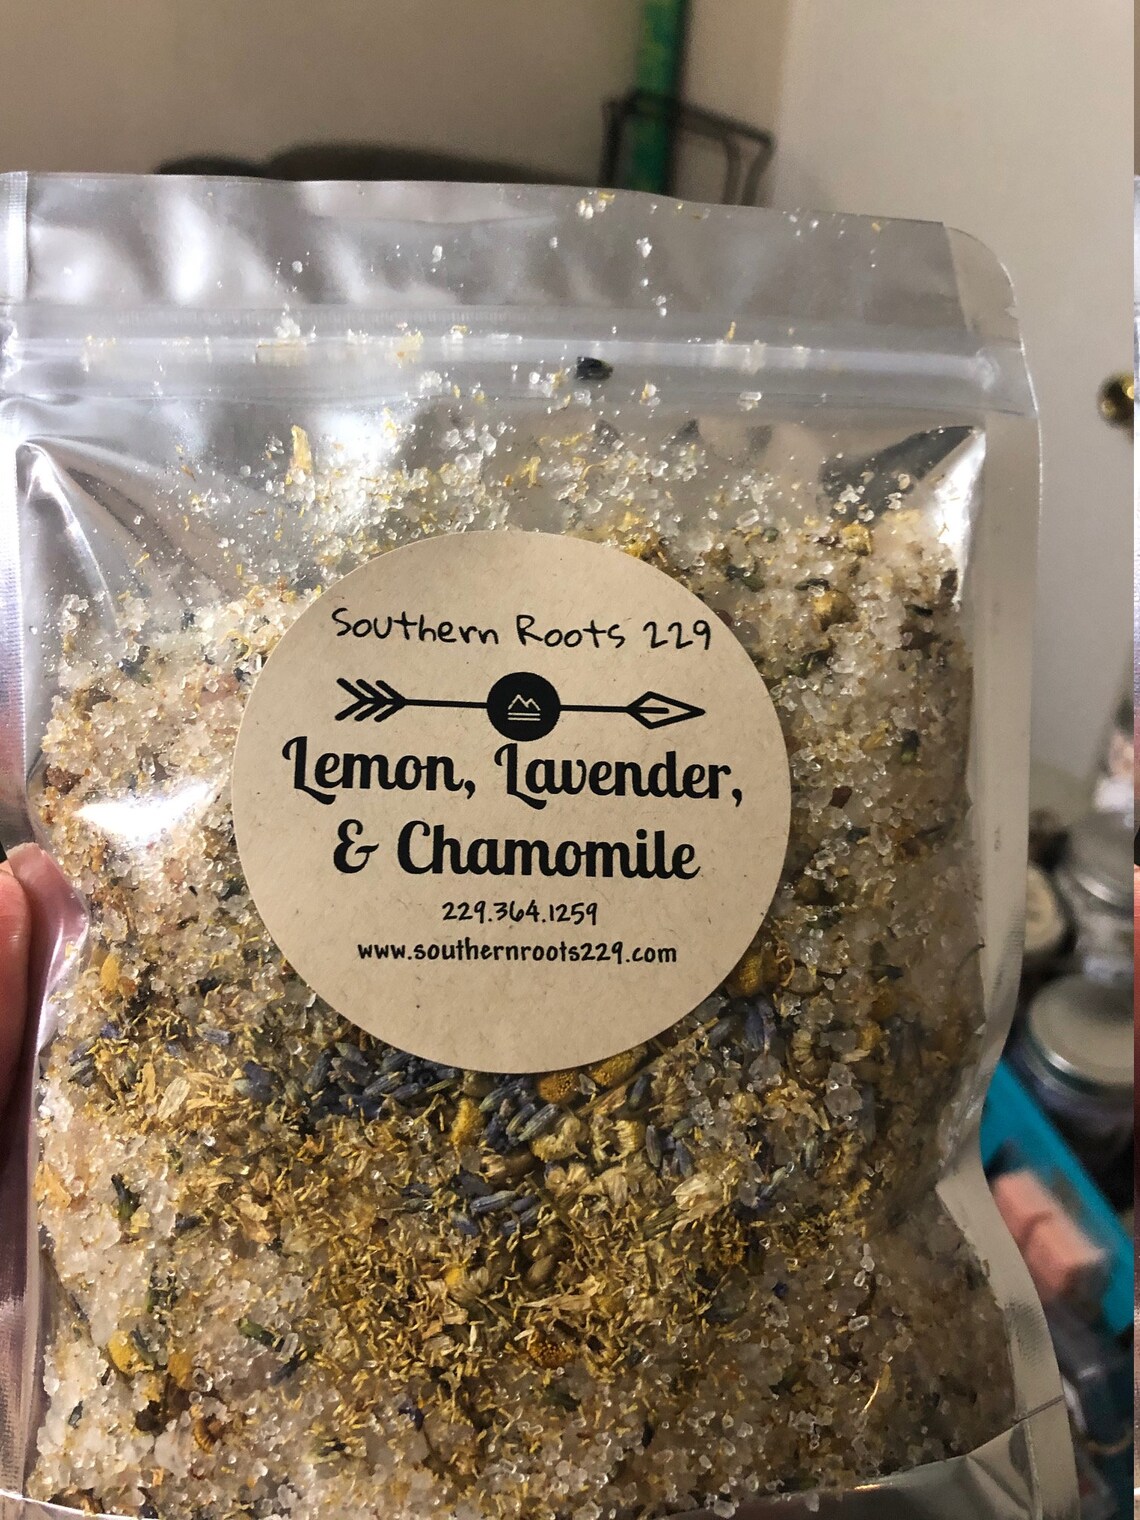 Southern Roots 229
Lemon, Lavender,
& Chamomile
229.364.1259
www.southernroots229.com